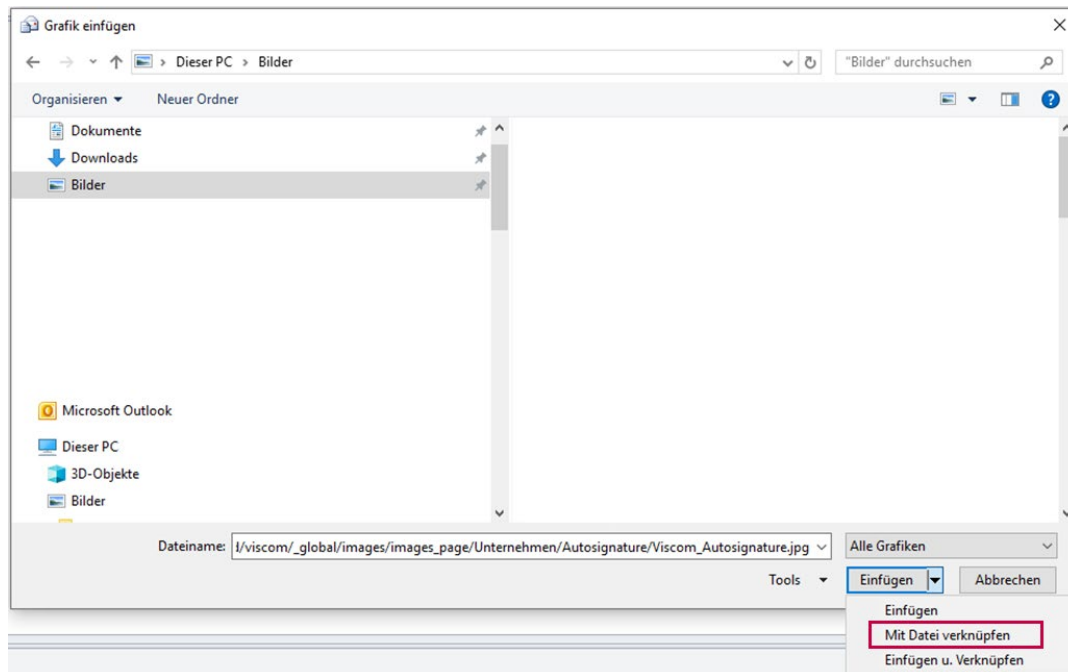 Grafik einfügen
Dieser PC > Bilder
"Bilder" durchsuchen
Organisieren
Neuer Ordner
Dokumente
Downloads
Bilder
Microsoft Outlook
Dieser PC
3D-Objekte
Bilder
Dateiname: l/viscom/_global/images/images_page/Unternehmen/Autosignature/Viscom_Autosignature.jpg
Alle Grafiken
Tools
Einfügen
Abbrechen
Einfügen
Mit Datei verknüpfen
Einfügen u. Verknüpfen